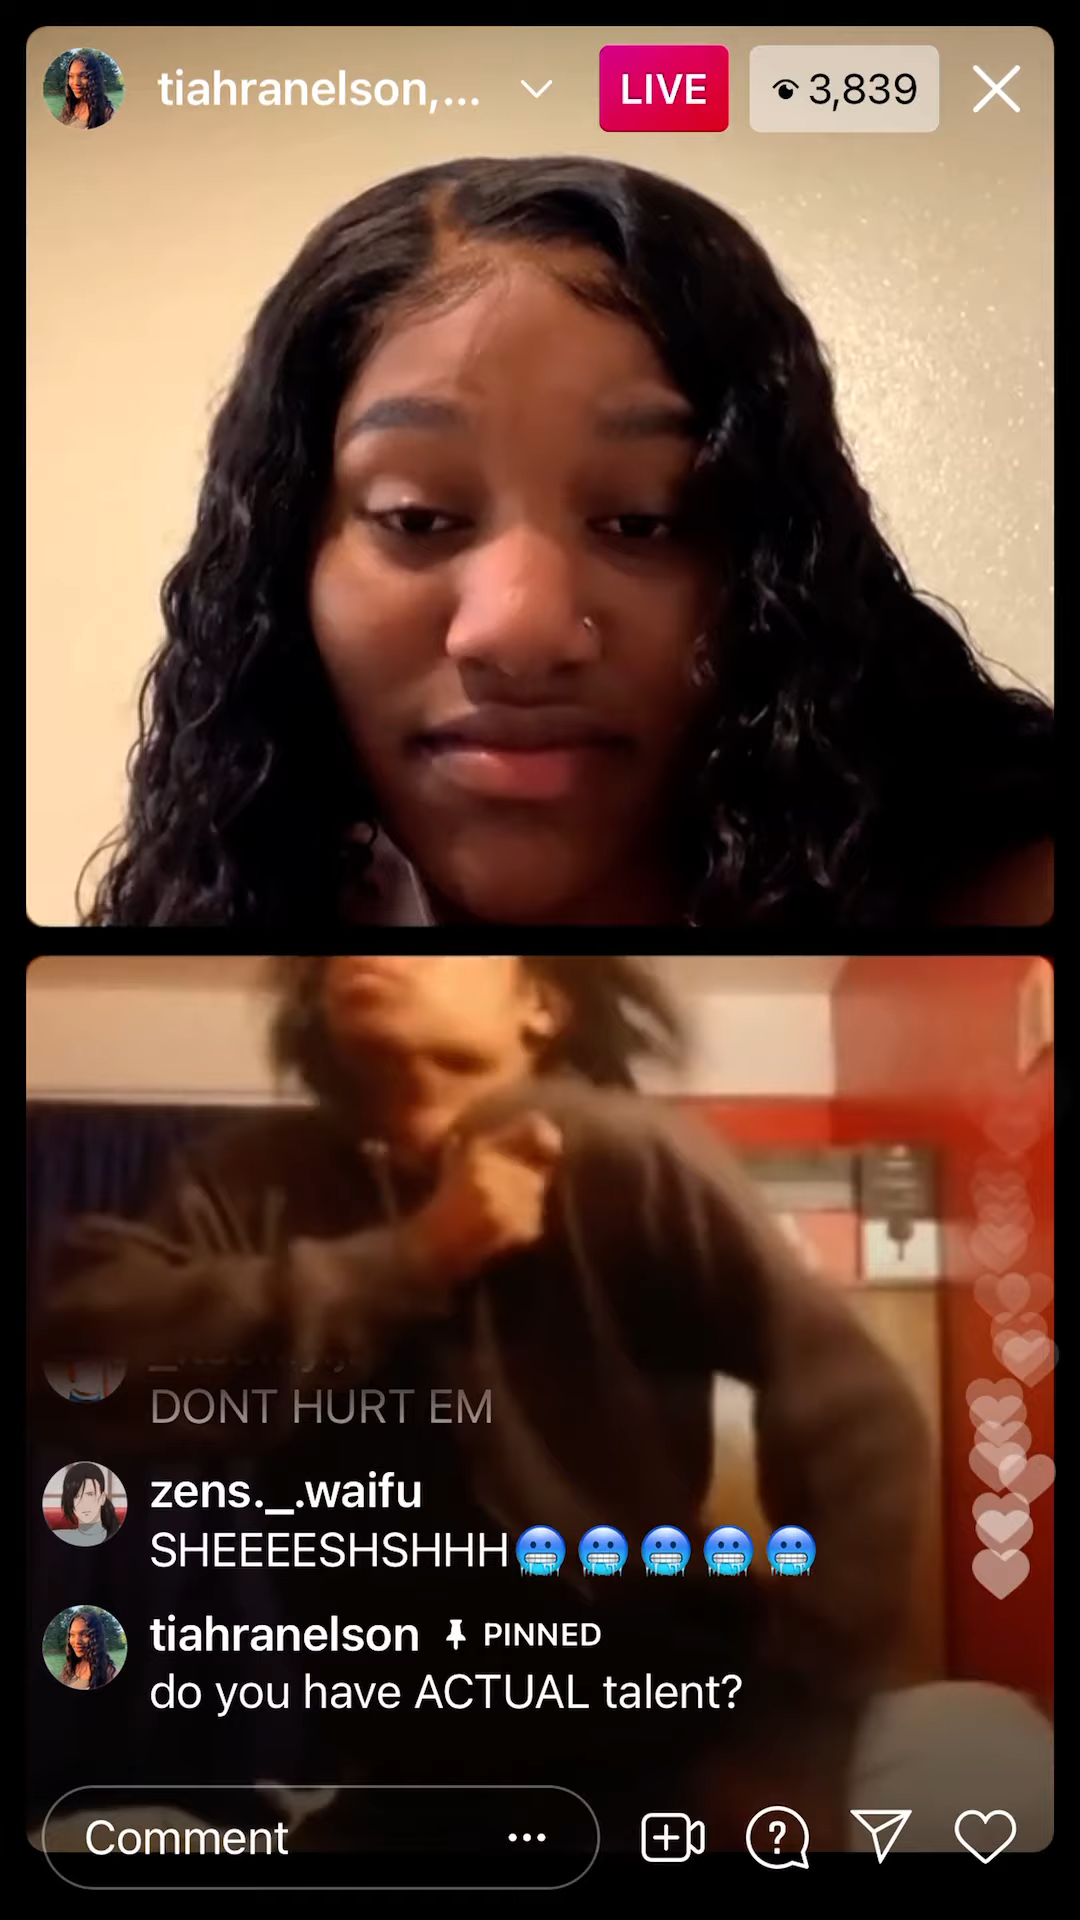 tiahranelson,...
LIVE
3,839
DONT HURT EM
zens._.waifu
SHEEEESHSHHH🥶🥶🥶🥶🥶
tiahranelson PINNED
do you have ACTUAL talent?
Comment